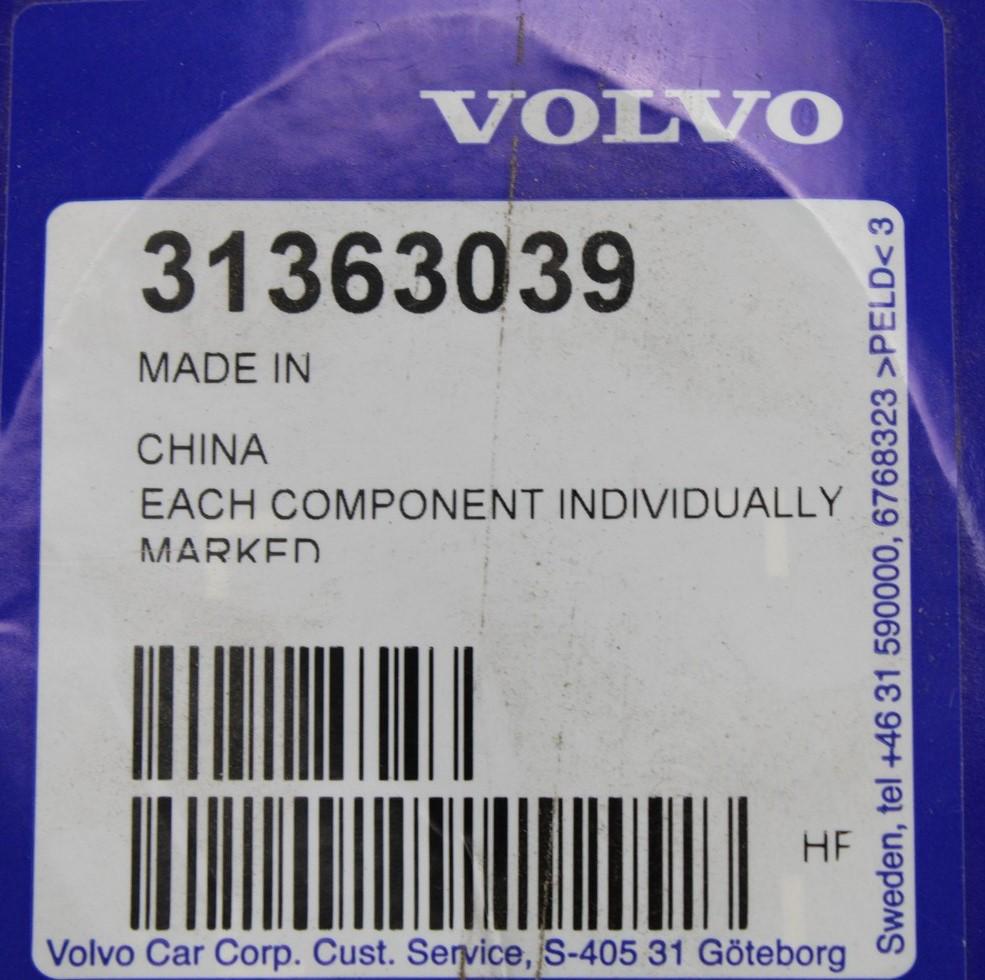 VOLVO
31363039
MADE IN
CHINA
EACH COMPONENT INDIVIDUALLY
MARKED
HF
Volvo Car Corp. Cust. Service, S-405 31 Göteborg
Sweden, tel +46 31 590000, 6768323 >PELD< 3